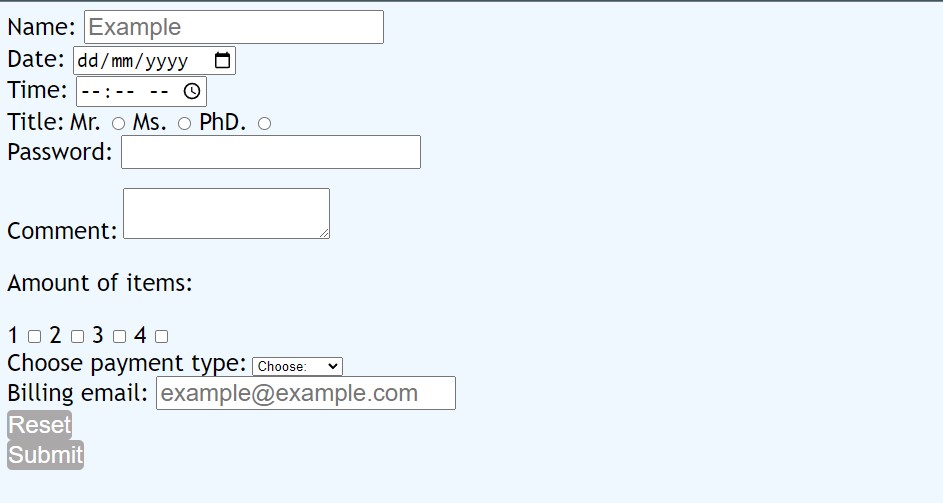 Name: Example
Date: dd/mm/yyyy
Time: --:-- --
Title: Mr. Ms. PhD.
Password:
Comment:
Amount of items:
1 2 3 4
Choose payment type: Choose:
Billing email: example@example.com
Reset
Submit